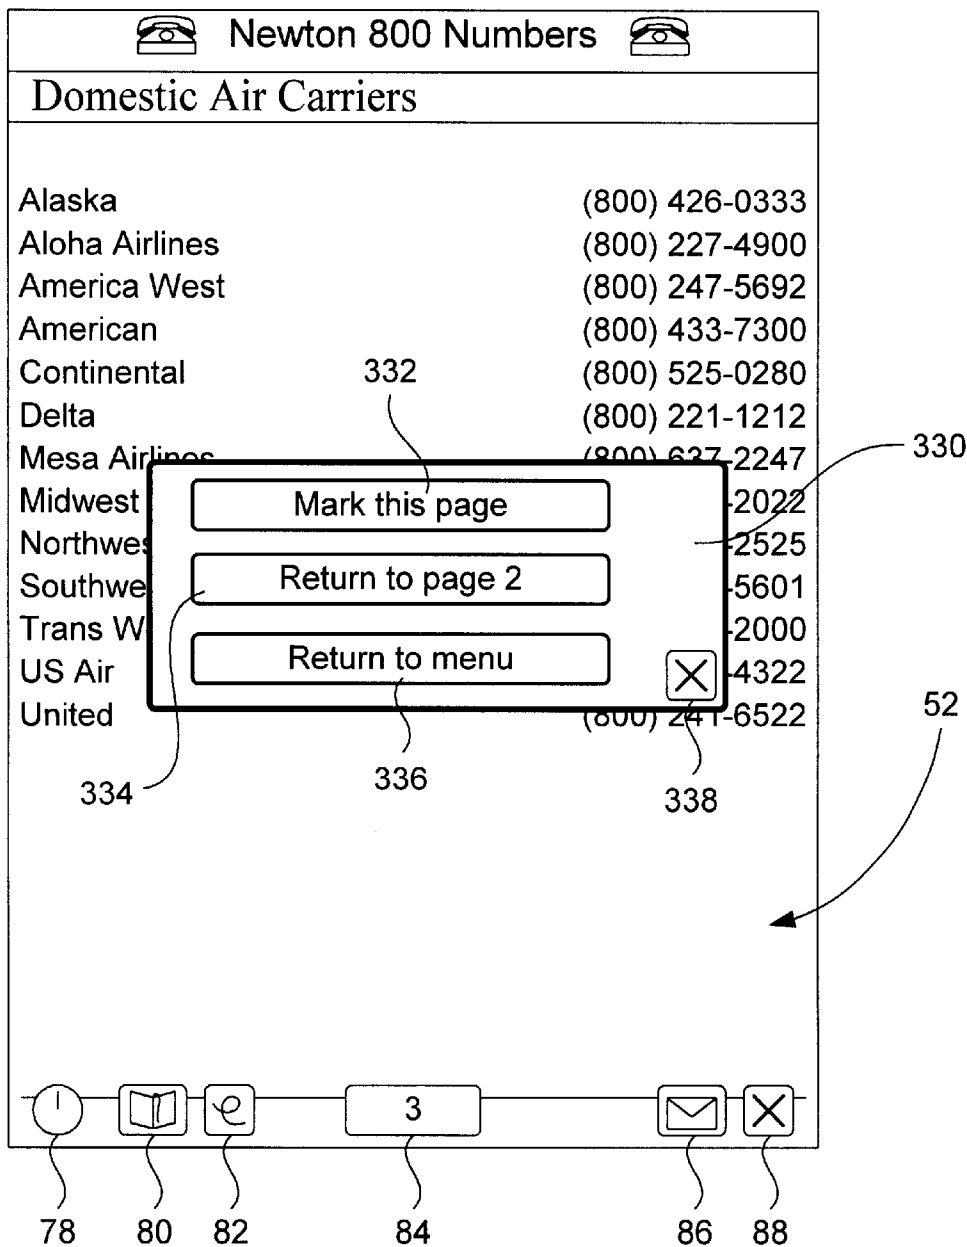 Newton 800 Numbers
Domestic Air Carriers
Alaska (800) 426-0333
Aloha Airlines (800) 227-4900
America West (800) 247-5692
American (800) 433-7300
Continental (800) 525-0280
332
Delta (800) 221-1212
Mesa Airlines (800) 637-2247
330
Midwest -2022
Mark this page
-2525
Return to page 2
-5601
-2000
Return to menu
US Air -4322
United (800) 241-6522
52
334
336
338
3
78 80 82 84 86 88